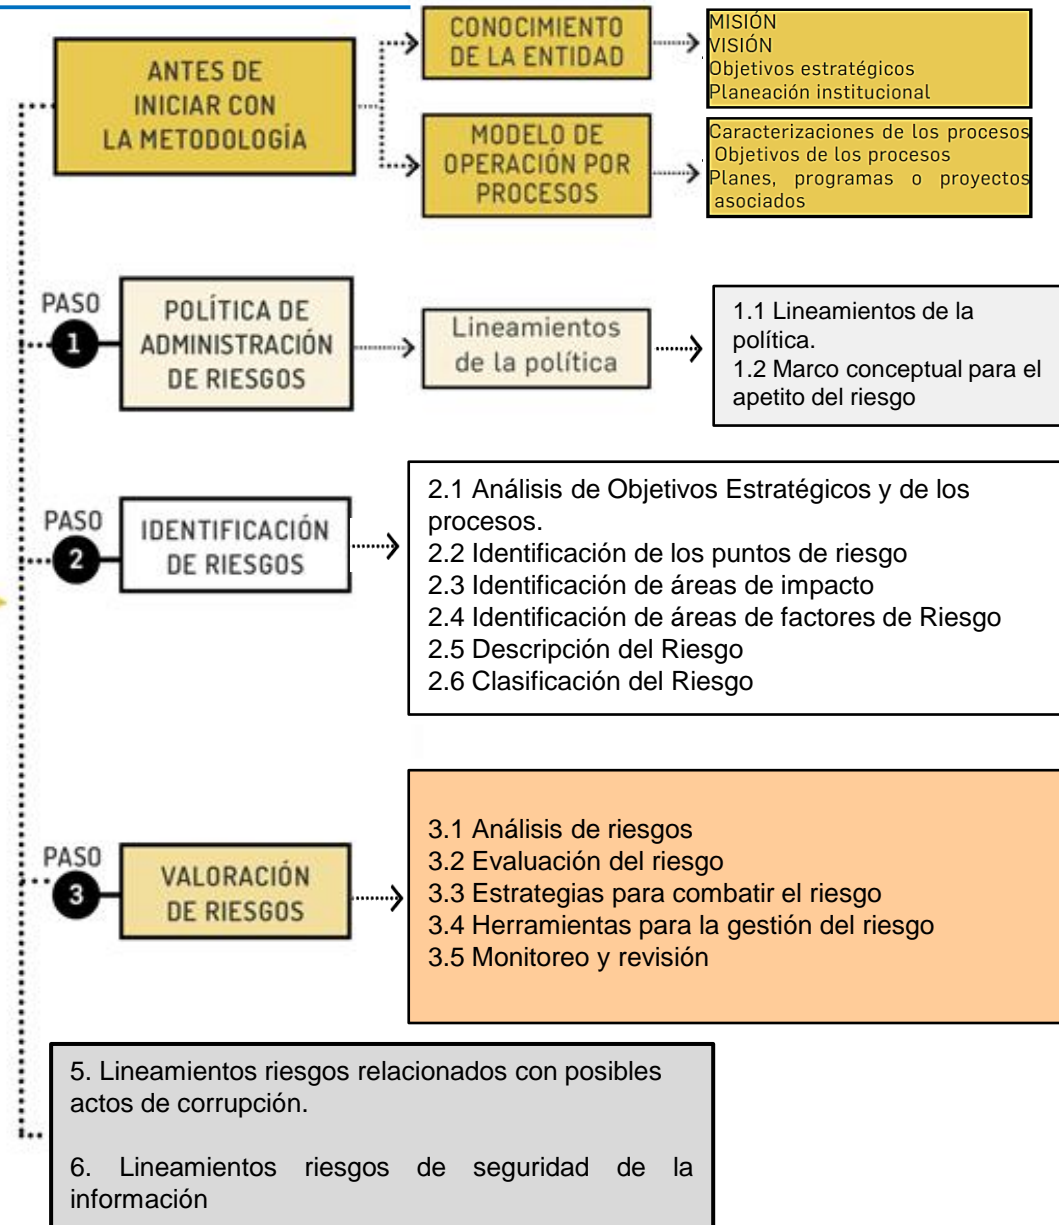 ANTES DE
INICIAR CON
LA METODOLOGÍA
CONOCIMIENTO
DE LA ENTIDAD
MISIÓN
VISIÓN
Objetivos estratégicos
Planeación institucional
MODELO DE
OPERACIÓN POR
PROCESOS
Caracterizaciones de los procesos
Objetivos de los procesos
Planes, programas o proyectos
asociados
PASO
1
POLÍTICA DE
ADMINISTRACIÓN
DE RIESGOS
Lineamientos
de la política
1.1 Lineamientos de la
política.
1.2 Marco conceptual para el
apetito del riesgo
PASO
2
IDENTIFICACIÓN
DE RIESGOS
2.1 Análisis de Objetivos Estratégicos y de los
procesos.
2.2 Identificación de los puntos de riesgo
2.3 Identificación de áreas de impacto
2.4 Identificación de áreas de factores de Riesgo
2.5 Descripción del Riesgo
2.6 Clasificación del Riesgo
PASO
3
VALORACIÓN
DE RIESGOS
3.1 Análisis de riesgos
3.2 Evaluación del riesgo
3.3 Estrategias para combatir el riesgo
3.4 Herramientas para la gestión del riesgo
3.5 Monitoreo y revisión
5. Lineamientos riesgos relacionados con posibles
actos de corrupción.
6. Lineamientos riesgos de seguridad de la
información